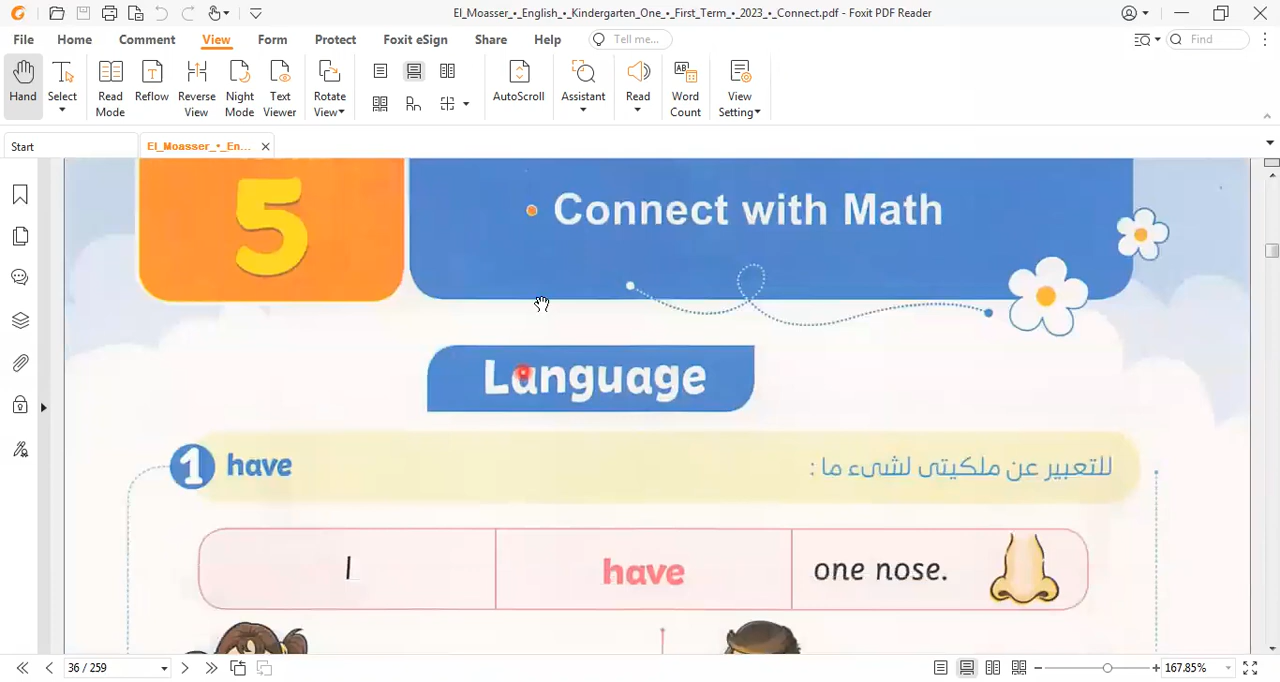 El_Moasser_•_English_•_Kindergarten_One_•_First_Term_•_2023_•_Connect.pdf - Foxit PDF Reader
File Home Comment View Form Protect Foxit eSign Share Help Tell me... Find
Hand Select Read Mode Reflow Reverse View Night Mode Text Viewer Rotate View AutoScroll Assistant Read Word Count View Setting
Start El_Moasser_•_En...
5
Connect with Math
Language
1 have للتعبير عن ملكيتى لشىء ما :
I have one nose.
36 / 259 167.85%